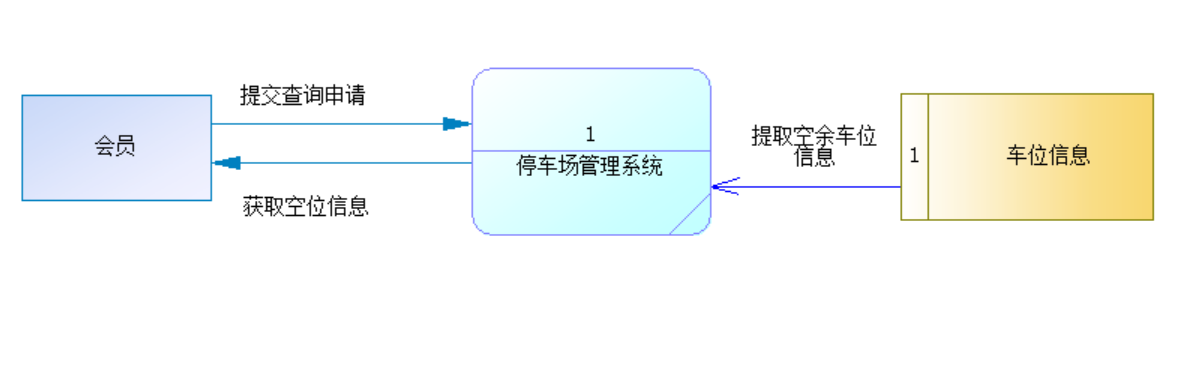 提交查询申请
会员
获取空位信息
1
停车场管理系统
提取空余车位
信息
1
车位信息